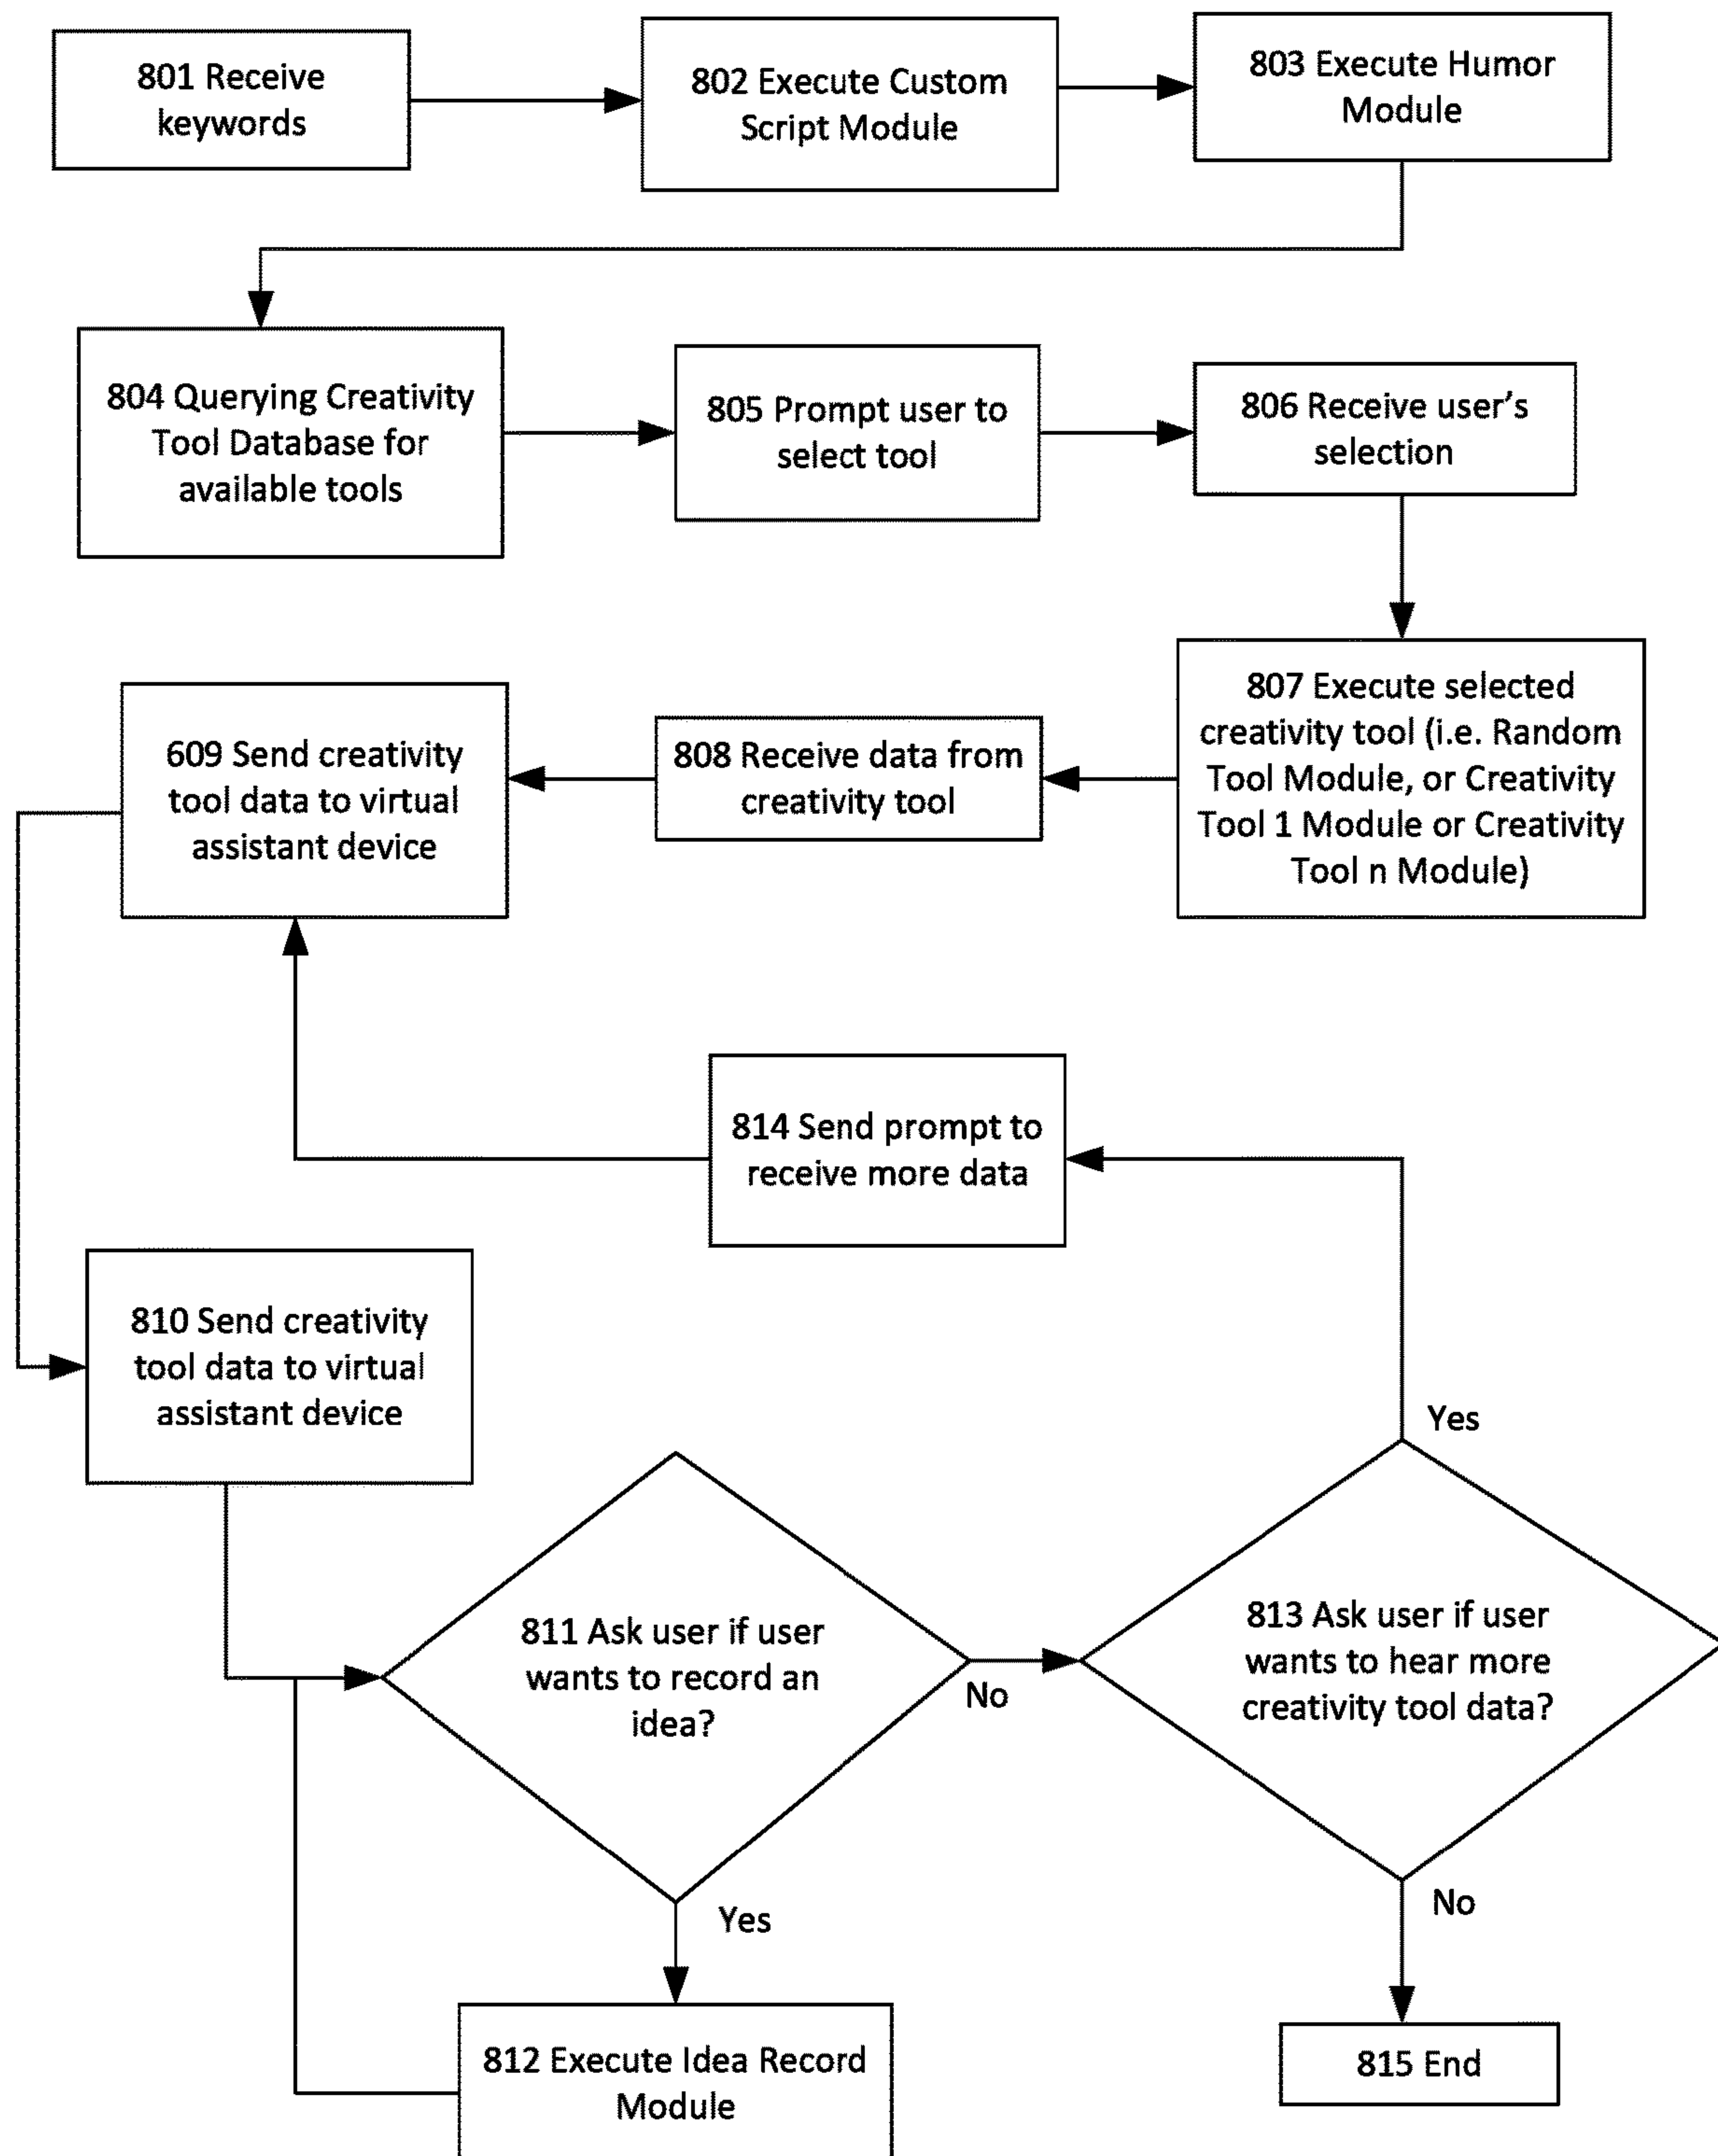 801 Receive
keywords
802 Execute Custom
Script Module
803 Execute Humor
Module
804 Querying Creativity
Tool Database for
available tools
805 Prompt user to
select tool
806 Receive user’s
selection
807 Execute selected
creativity tool (i.e. Random
Tool Module, or Creativity
Tool 1 Module or Creativity
Tool n Module)
808 Receive data from
creativity tool
609 Send creativity
tool data to virtual
assistant device
814 Send prompt to
receive more data
810 Send creativity
tool data to virtual
assistant device
811 Ask user if user
wants to record an
idea?
No
Yes
812 Execute Idea Record
Module
Yes
813 Ask user if user
wants to hear more
creativity tool data?
No
815 End